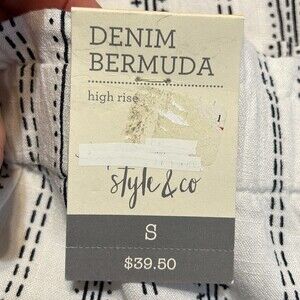 DENIM
BERMUDA
high rise
style & co
S
$39.50